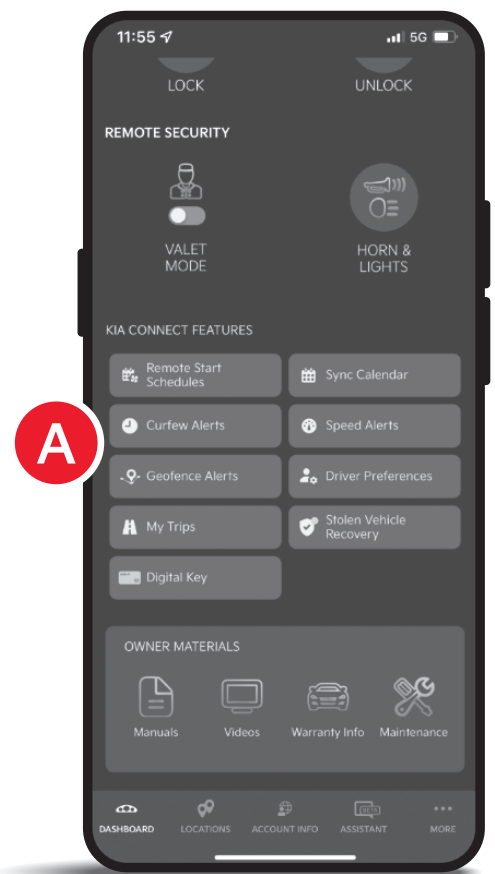 11:55
5G
LOCK
UNLOCK
REMOTE SECURITY
VALET
MODE
HORN &
LIGHTS
KIA CONNECT FEATURES
Remote Start
Schedules
Sync Calendar
Curfew Alerts
Speed Alerts
A
Geofence Alerts
Driver Preferences
My Trips
Stolen Vehicle
Recovery
Digital Key
OWNER MATERIALS
Manuals
Videos
Warranty Info
Maintenance
BETA
DASHBOARD
LOCATIONS
ACCOUNT INFO
ASSISTANT
MORE